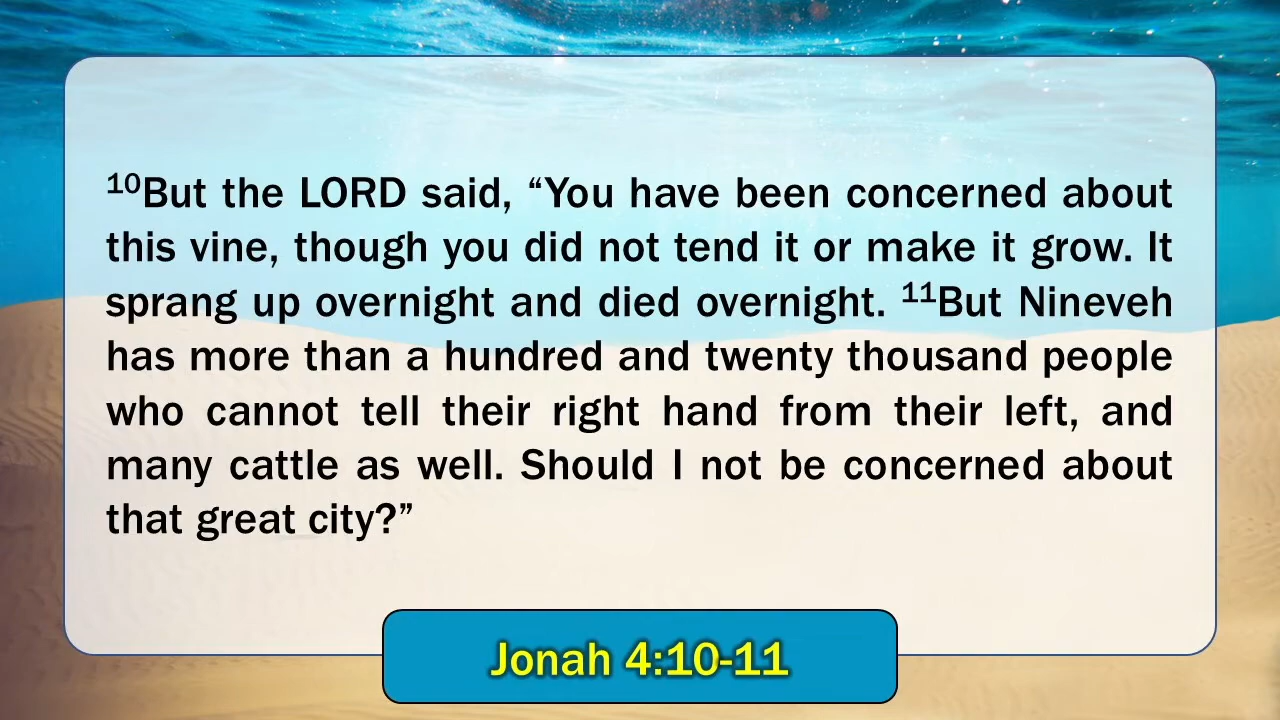 ¹⁰But the LORD said, “You have been concerned about
this vine, though you did not tend it or make it grow. It
sprang up overnight and died overnight. ¹¹But Nineveh
has more than a hundred and twenty thousand people
who cannot tell their right hand from their left, and
many cattle as well. Should I not be concerned about
that great city?”
Jonah 4:10-11